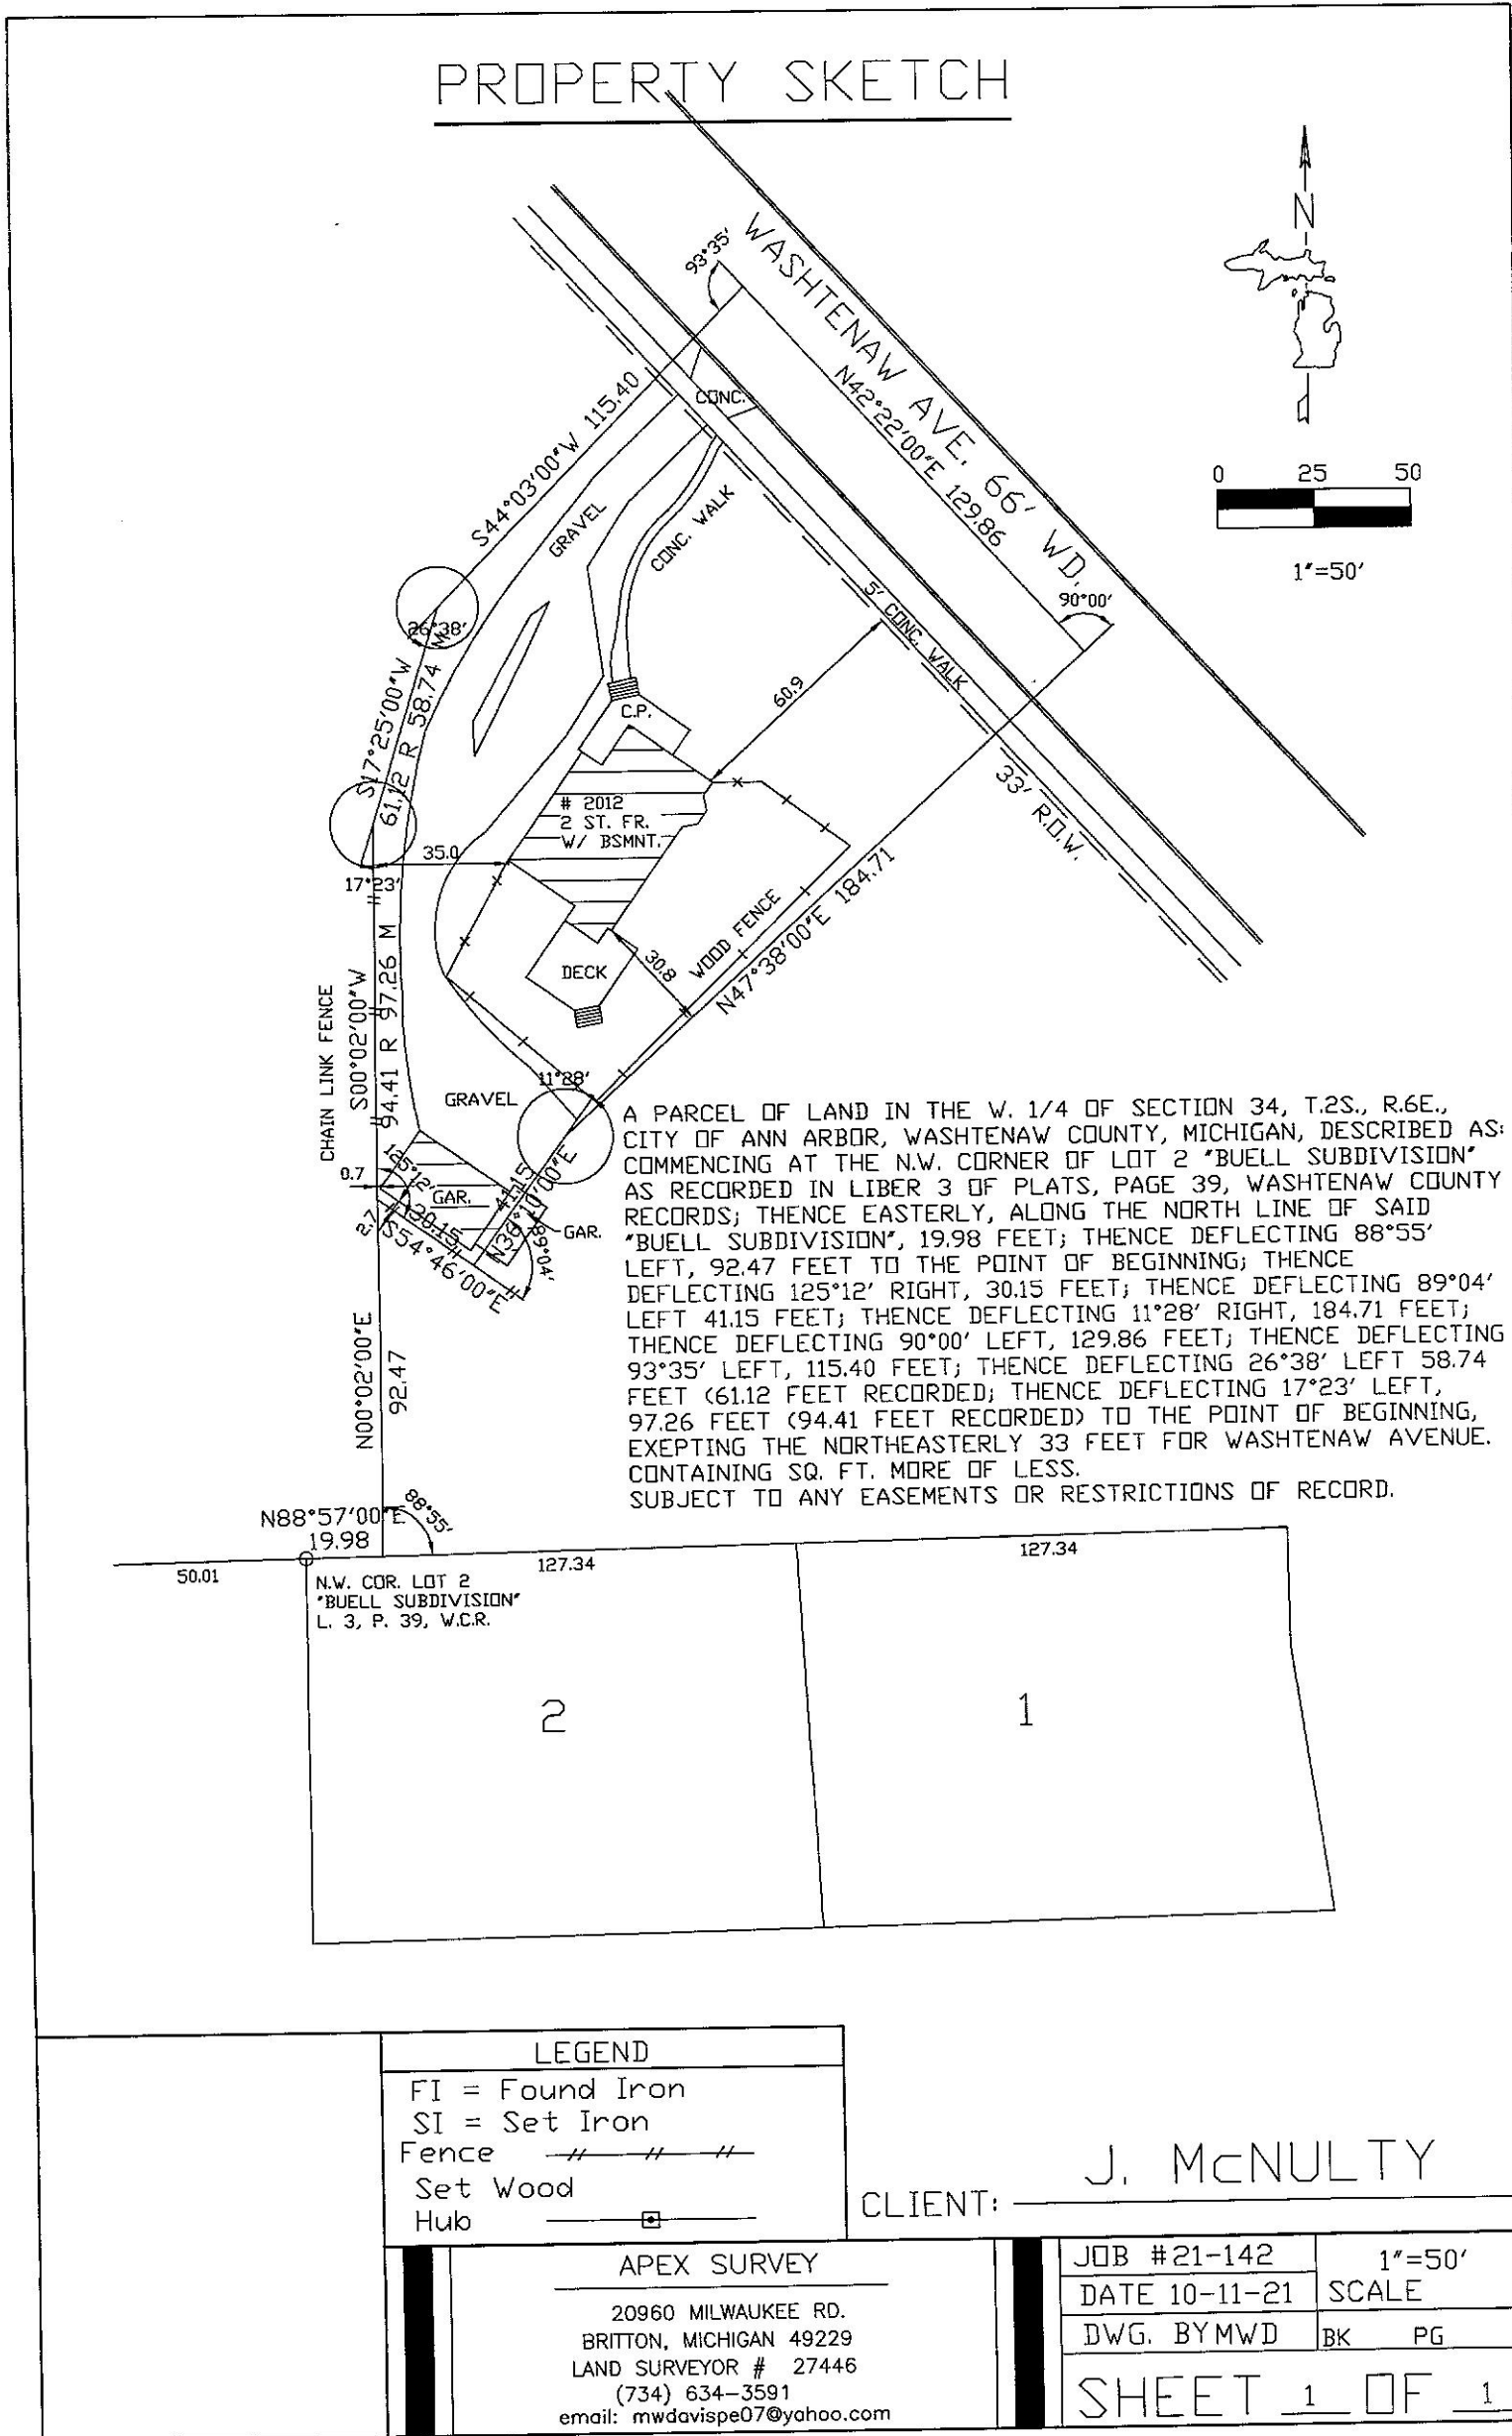 PROPERTY SKETCH
N
0 25 50
1"=50'
WASHTENAW AVE. 66' WD.
93°35'
N42°22'00"E 129.86
90°00'
CONC.
S44°03'00"W 115.40
GRAVEL
CONC. WALK
5' CONC. WALK
33' R.O.W.
60.9
26°38'
S17°25'00"W
61.12 R 58.74 M
C.P.
# 2012
2 ST. FR.
W/ BSMNT.
35.0
17°23'
DECK
30.8
WOOD FENCE
N47°38'00"E 184.71
CHAIN LINK FENCE
S00°02'00"W
94.41 R 97.26 M
GRAVEL
11°28'
0.7
125°12'
GAR.
41.15
GAR.
2.7
30.15
S54°46'00"E
89°04'
A PARCEL OF LAND IN THE W. 1/4 OF SECTION 34, T.2S., R.6E.,
CITY OF ANN ARBOR, WASHTENAW COUNTY, MICHIGAN, DESCRIBED AS:
COMMENCING AT THE N.W. CORNER OF LOT 2 "BUELL SUBDIVISION"
AS RECORDED IN LIBER 3 OF PLATS, PAGE 39, WASHTENAW COUNTY
RECORDS; THENCE EASTERLY, ALONG THE NORTH LINE OF SAID
"BUELL SUBDIVISION", 19.98 FEET; THENCE DEFLECTING 88°55'
LEFT, 92.47 FEET TO THE POINT OF BEGINNING; THENCE
DEFLECTING 125°12' RIGHT, 30.15 FEET; THENCE DEFLECTING 89°04'
LEFT 41.15 FEET; THENCE DEFLECTING 11°28' RIGHT, 184.71 FEET;
THENCE DEFLECTING 90°00' LEFT, 129.86 FEET; THENCE DEFLECTING
93°35' LEFT, 115.40 FEET; THENCE DEFLECTING 26°38' LEFT 58.74
FEET (61.12 FEET RECORDED; THENCE DEFLECTING 17°23' LEFT,
97.26 FEET (94.41 FEET RECORDED) TO THE POINT OF BEGINNING,
EXEPTING THE NORTHEASTERLY 33 FEET FOR WASHTENAW AVENUE.
CONTAINING SQ. FT. MORE OF LESS.
SUBJECT TO ANY EASEMENTS OR RESTRICTIONS OF RECORD.
N00°02'00"E
92.47
N88°57'00"E
19.98
88°55'
50.01
127.34
127.34
N.W. COR. LOT 2
"BUELL SUBDIVISION"
L. 3, P. 39, W.C.R.
2
1
LEGEND
FI = Found Iron
SI = Set Iron
Fence
Set Wood
Hub
CLIENT: J. McNULTY
APEX SURVEY
20960 MILWAUKEE RD.
BRITTON, MICHIGAN 49229
LAND SURVEYOR # 27446
(734) 634-3591
email: mwdavispe07@yahoo.com
JOB #21-142
1"=50'
DATE 10-11-21
SCALE
DWG. BY MWD
BK PG
SHEET 1 OF 1